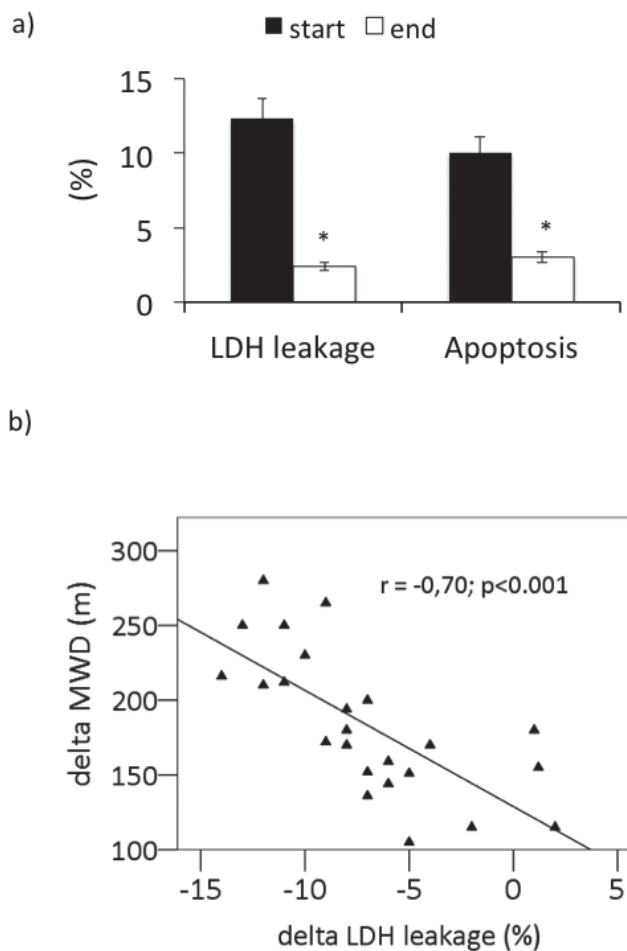 a)
start end
15
10
5
0
(%)
* *
LDH leakage Apoptosis
b)
300
250
200
150
100
delta MWD (m)
r = -0,70; p<0.001
-15 -10 -5 0 5
delta LDH leakage (%)